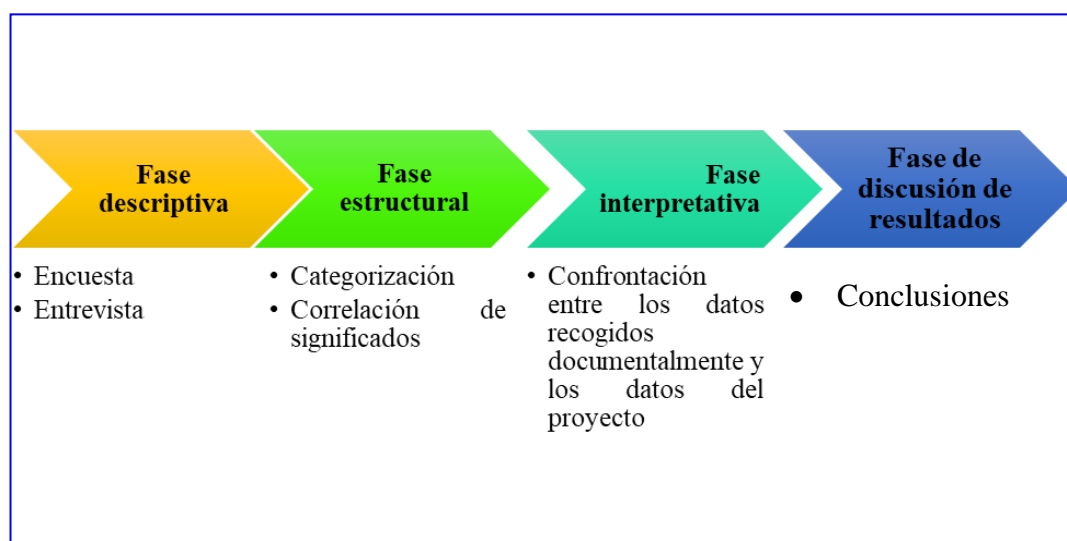 Fase
descriptiva
• Encuesta
• Entrevista
Fase
estructural
• Categorización
• Correlación de
significados
Fase
interpretativa
• Confrontación
entre los datos
recogidos
documentalmente y
los datos del
proyecto
Fase de
discusión de
resultados
• Conclusiones